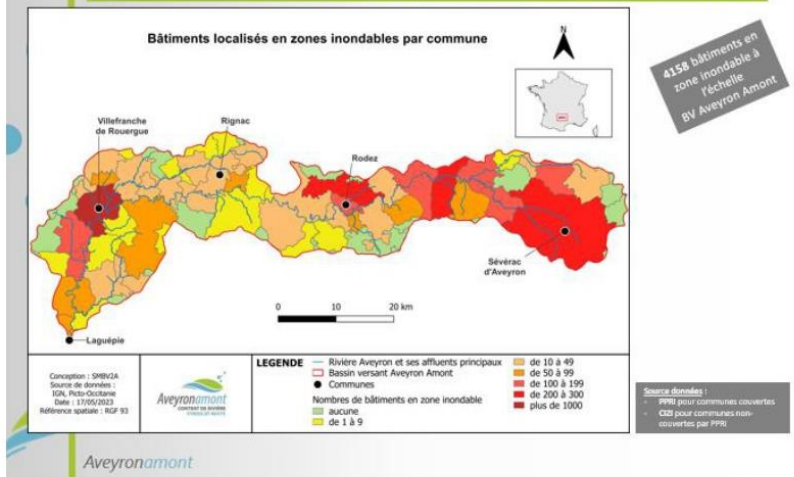 Bâtiments localisés en zones inondables par commune
N
4158 bâtiments en
zone inondable à
l'échelle
BV Aveyron Amont
Villefranche
de Rouergue
Rignac
Rodez
Sévérac
d'Aveyron
Laguépie
0 10 20 km
Conception : SMBV2A
Source de données :
IGN, Picto-Occitanie
Date : 17/05/2023
Référence spatiale : RGF 93
Aveyronamont
CONTRAT DE RIVIÈRE
LEGENDE
Rivière Aveyron et ses affluents principaux
Bassin versant Aveyron Amont
Communes
Nombres de bâtiments en zone inondable
aucune
de 1 à 9
de 10 à 49
de 50 à 99
de 100 à 199
de 200 à 300
plus de 1000
Source données :
- PPRI pour communes couvertes
- CIZI pour communes non-
couvertes par PPRI
Aveyronamont